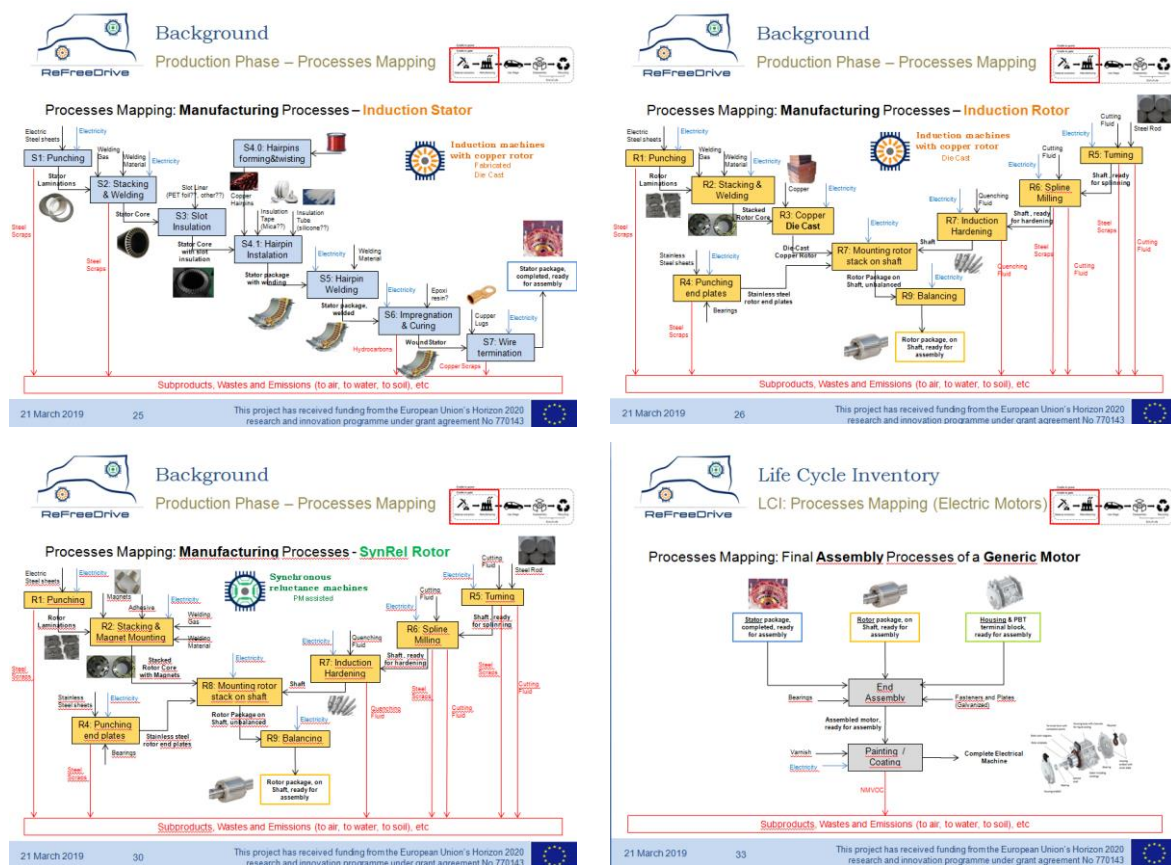 Background
Production Phase – Processes Mapping
ReFreeDrive
Processes Mapping: Manufacturing Processes – Induction Stator
Electric
Steel sheets
Electricity
S1: Punching
Welding
Gas
Welding
Material
Electricity
Stator
Laminations
S2: Stacking
& Welding
S4.0: Hairpins
forming&twisting
Induction machines
with copper rotor
Fabricated
Die Cast
Slot Liner
(PET foil??, other??)
Stator Core
S3: Slot
Insulation
Copper
Hairpins
Insulation
Tape
(Mica??)
Insulation
Tube
(silicone??)
Steel
Scraps
Steel
Scraps
Stator Core
with slot
insulation
S4.1: Hairpin
Instalation
Electricity
Welding
Material
Stator package
with winding
S5: Hairpin
Welding
Stator package,
completed, ready
for assembly
Stator package,
welded
Electricity
Epoxi
resin?
S6: Impregnation
& Curing
Cupper
Lugs
Electricity
Hydrocarbons
Wound Stator
S7: Wire
termination
Copper Scraps
Subproducts, Wastes and Emissions (to air, to water, to soil), etc
21 March 2019
25
This project has received funding from the European Union's Horizon 2020
research and innovation programme under grant agreement No 770143
Background
Production Phase – Processes Mapping
ReFreeDrive
Processes Mapping: Manufacturing Processes – Induction Rotor
Electric
Steel sheets
Electricity
R1: Punching
Welding
Gas
Welding
Material
Electricity
Induction machines
with copper rotor
Die Cast
Cutting
Fluid
Electricity
Steel Rod
R5: Turning
Rotor
Laminations
R2: Stacking &
Welding
Copper
Cutting
Fluid
Electricity
Shaft, ready
for splinning
R6: Spline
Milling
Stacked
Rotor Core
R3: Copper
Die Cast
Electricity
Quenching
Fluid
Shaft, ready
for hardening
R7: Induction
Hardening
Steel
Scraps
Die-Cast
Copper Rotor
Electricity
Shaft
R7: Mounting rotor
stack on shaft
Stainless
Steel sheets
Electricity
R4: Punching
end plates
Stainless steel
rotor end plates
Bearings
Rotor Package on
Shaft, unbalanced
Electricity
R9: Balancing
Quenching
Fluid
Steel
Scraps
Cutting
Fluid
Steel
Scraps
Cutting
Fluid
Steel
Scraps
Rotor package, on
Shaft, ready for
assembly
Subproducts, Wastes and Emissions (to air, to water, to soil), etc
21 March 2019
26
This project has received funding from the European Union's Horizon 2020
research and innovation programme under grant agreement No 770143
Background
Production Phase – Processes Mapping
ReFreeDrive
Processes Mapping: Manufacturing Processes - SynRel Rotor
Electric
Steel sheets
Electricity
R1: Punching
Magnets
Adhesive
Electricity
Synchronous
reluctance machines
PM assisted
Cutting
Fluid
Electricity
Steel Rod
R5: Turning
Rotor
Laminations
R2: Stacking &
Magnet Mounting
Welding
Gas
Welding
Material
Cutting
Fluid
Electricity
Shaft, ready
for splinning
R6: Spline
Milling
Stacked
Rotor Core
with Magnets
Electricity
Quenching
Fluid
Shaft, ready
for hardening
R7: Induction
Hardening
Steel
Scraps
Electricity
Shaft
R8: Mounting rotor
stack on shaft
Stainless
Steel sheets
Electricity
R4: Punching
end plates
Stainless steel
rotor end plates
Bearings
Rotor Package on
Shaft, unbalanced
Electricity
R9: Balancing
Quenching
Fluid
Steel
Scraps
Cutting
Fluid
Steel
Scraps
Cutting
Fluid
Steel
Scraps
Rotor package, on
Shaft, ready for
assembly
Subproducts, Wastes and Emissions (to air, to water, to soil), etc
21 March 2019
30
This project has received funding from the European Union's Horizon 2020
research and innovation programme under grant agreement No 770143
Life Cycle Inventory
LCI: Processes Mapping (Electric Motors)
ReFreeDrive
Processes Mapping: Final Assembly Processes of a Generic Motor
Stator package,
completed, ready
for assembly
Rotor package, on
Shaft, ready for
assembly
Housing & PBT
terminal block,
ready for assembly
Bearings
End
Assembly
Fasteners and Plates
Galvanized)
Assembled motor,
ready for assembly
Varnish
Electricity
Painting /
Coating
Complete Electrical
Machine
NMVOC
Subproducts, Wastes and Emissions (to air, to water, to soil), etc
21 March 2019
33
This project has received funding from the European Union's Horizon 2020
research and innovation programme under grant agreement No 770143